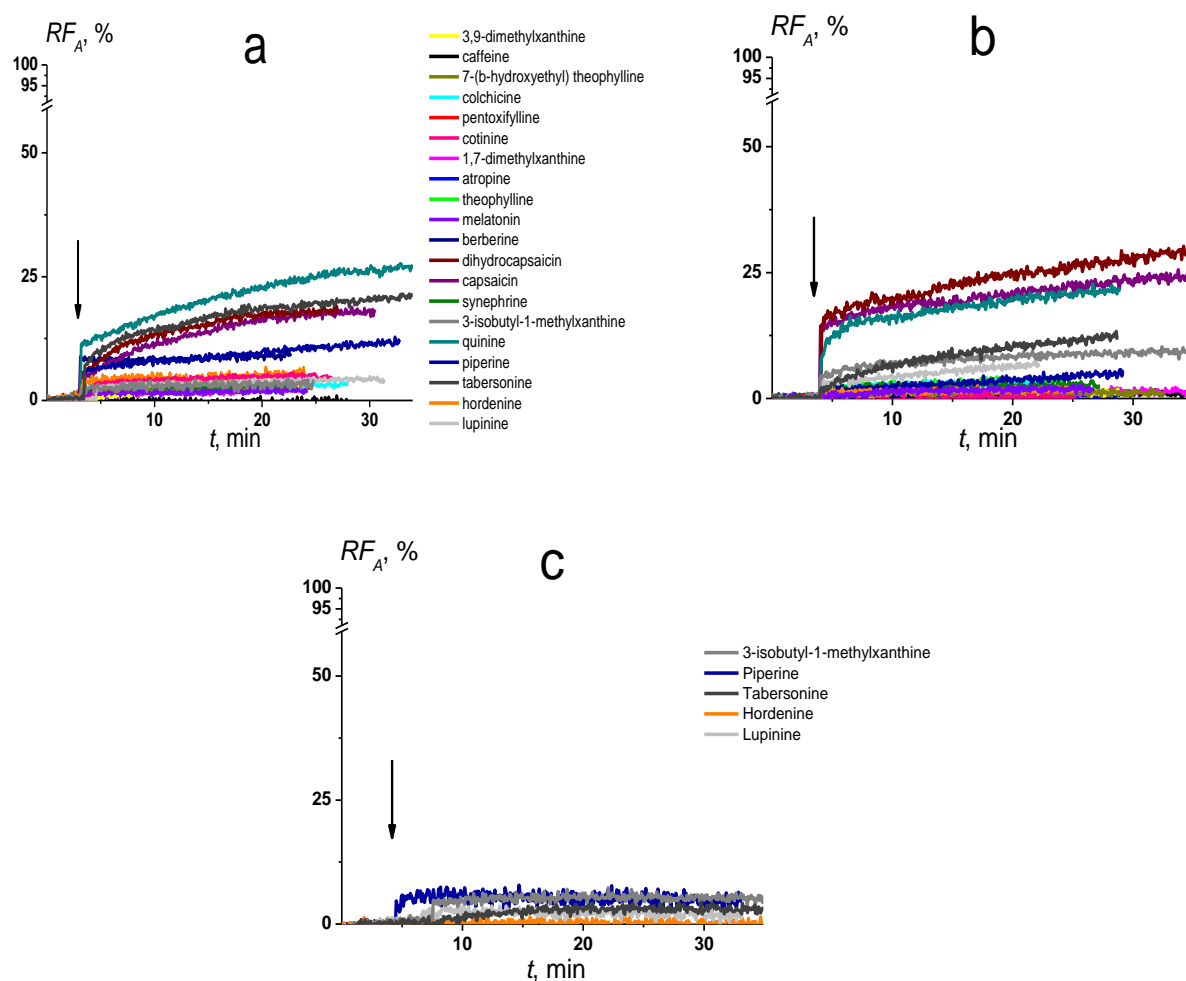 RF_A, %
a
100
95
50
25
0
10
20
30
t, min
3,9-dimethylxanthine
caffeine
7-(b-hydroxyethyl) theophylline
colchicine
pentoxifylline
cotinine
1,7-dimethylxanthine
atropine
theophylline
melatonin
berberine
dihydrocapsaicin
capsaicin
synephrine
3-isobutyl-1-methylxanthine
quinine
piperine
tabersonine
hordenine
lupinine
RF_A, %
b
100
95
50
25
0
10
20
30
t, min
RF_A, %
c
100
95
50
25
0
10
20
30
t, min
3-isobutyl-1-methylxanthine
Piperine
Tabersonine
Hordenine
Lupinine